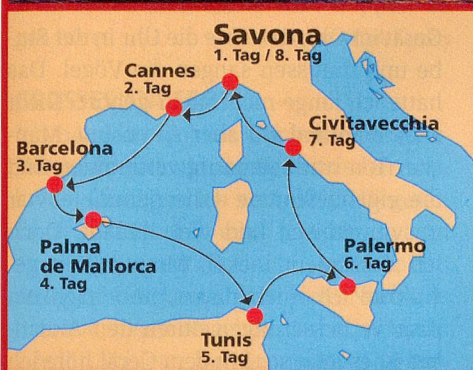 Savona
1. Tag / 8. Tag
Cannes
2. Tag
Civitavecchia
7. Tag
Barcelona
3. Tag
Palma
de Mallorca
4. Tag
Palermo
6. Tag
Tunis
5. Tag